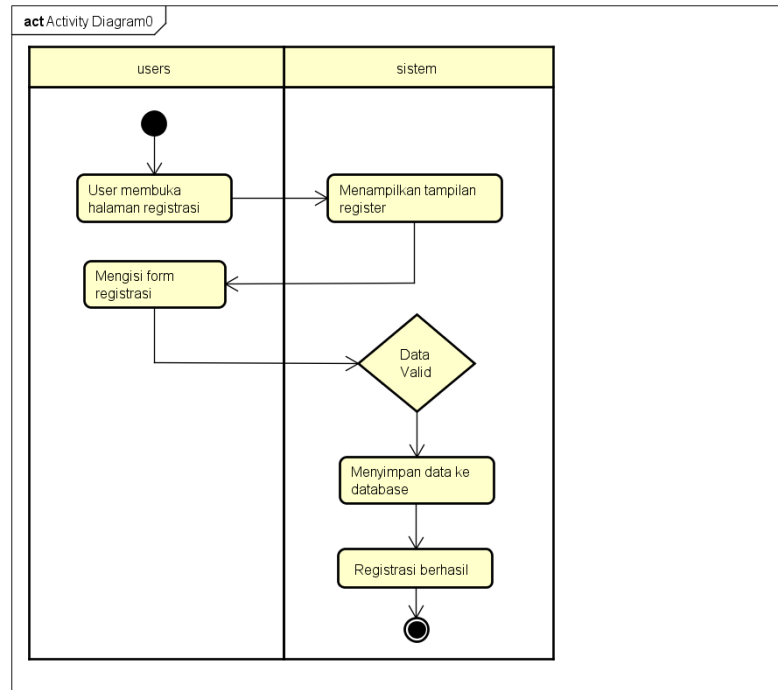 act Activity Diagram0
users
sistem
User membuka
halaman registrasi
Menampilkan tampilan
register
Mengisi form
registrasi
Data
Valid
Menyimpan data ke
database
Registrasi berhasil